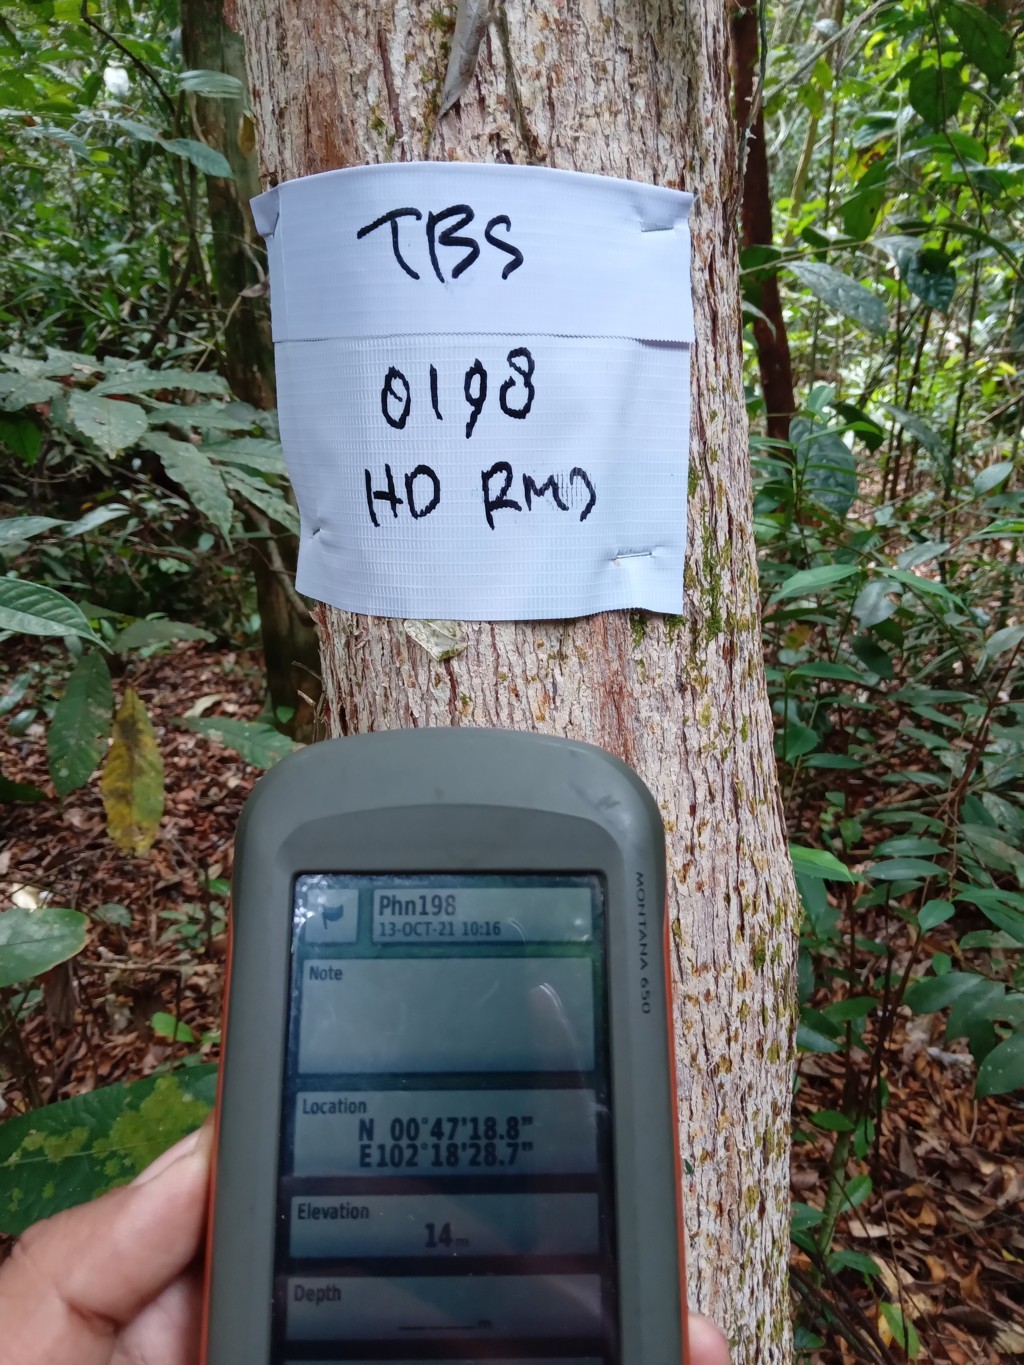 TBS
0198
HD RMD
MONTANA 650
Phn198
13-OCT-21 10:16
Note
Location
N 00°47'18.8"
E102°18'28.7"
Elevation
14m
Depth